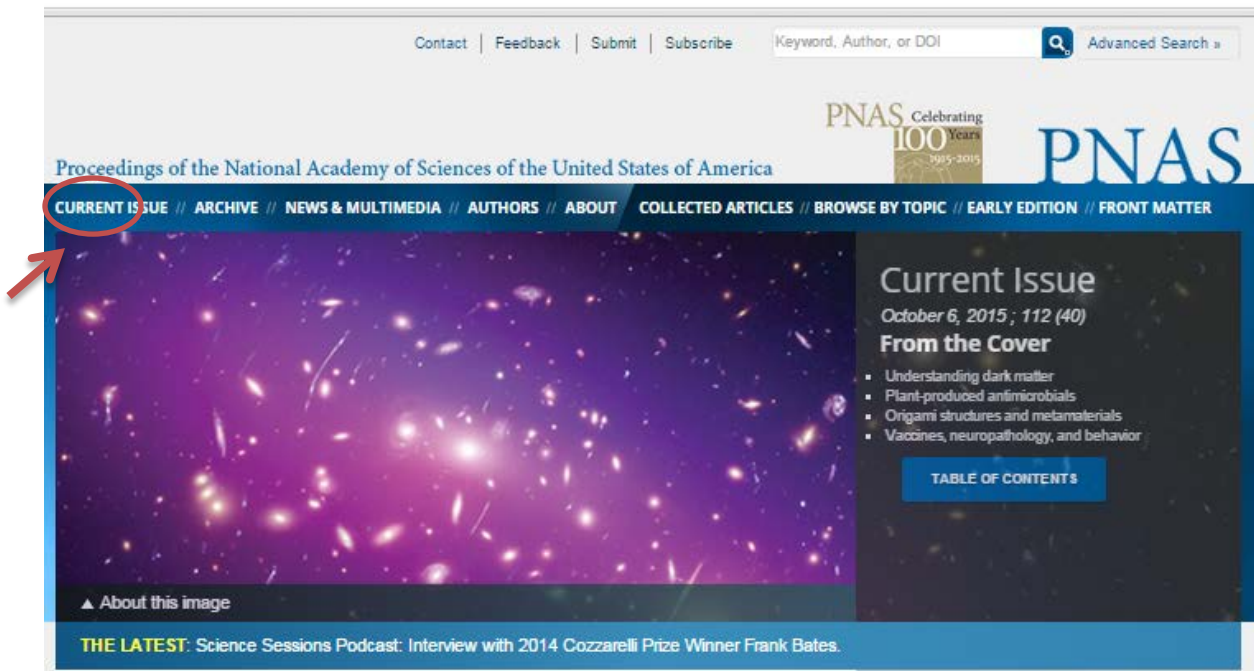 Contact | Feedback | Submit | Subscribe
Keyword, Author, or DOI
Advanced Search »
PNAS Celebrating
100 Years
1915-2015
PNAS
Proceedings of the National Academy of Sciences of the United States of America
CURRENT ISSUE // ARCHIVE // NEWS & MULTIMEDIA // AUTHORS // ABOUT COLLECTED ARTICLES // BROWSE BY TOPIC // EARLY EDITION // FRONT MATTER
Current Issue
October 6, 2015 ; 112 (40)
From the Cover
▪ Understanding dark matter
▪ Plant-produced antimicrobials
▪ Origami structures and metamaterials
▪ Vaccines, neuropathology, and behavior
TABLE OF CONTENTS
▲ About this image
THE LATEST: Science Sessions Podcast: Interview with 2014 Cozzarelli Prize Winner Frank Bates.